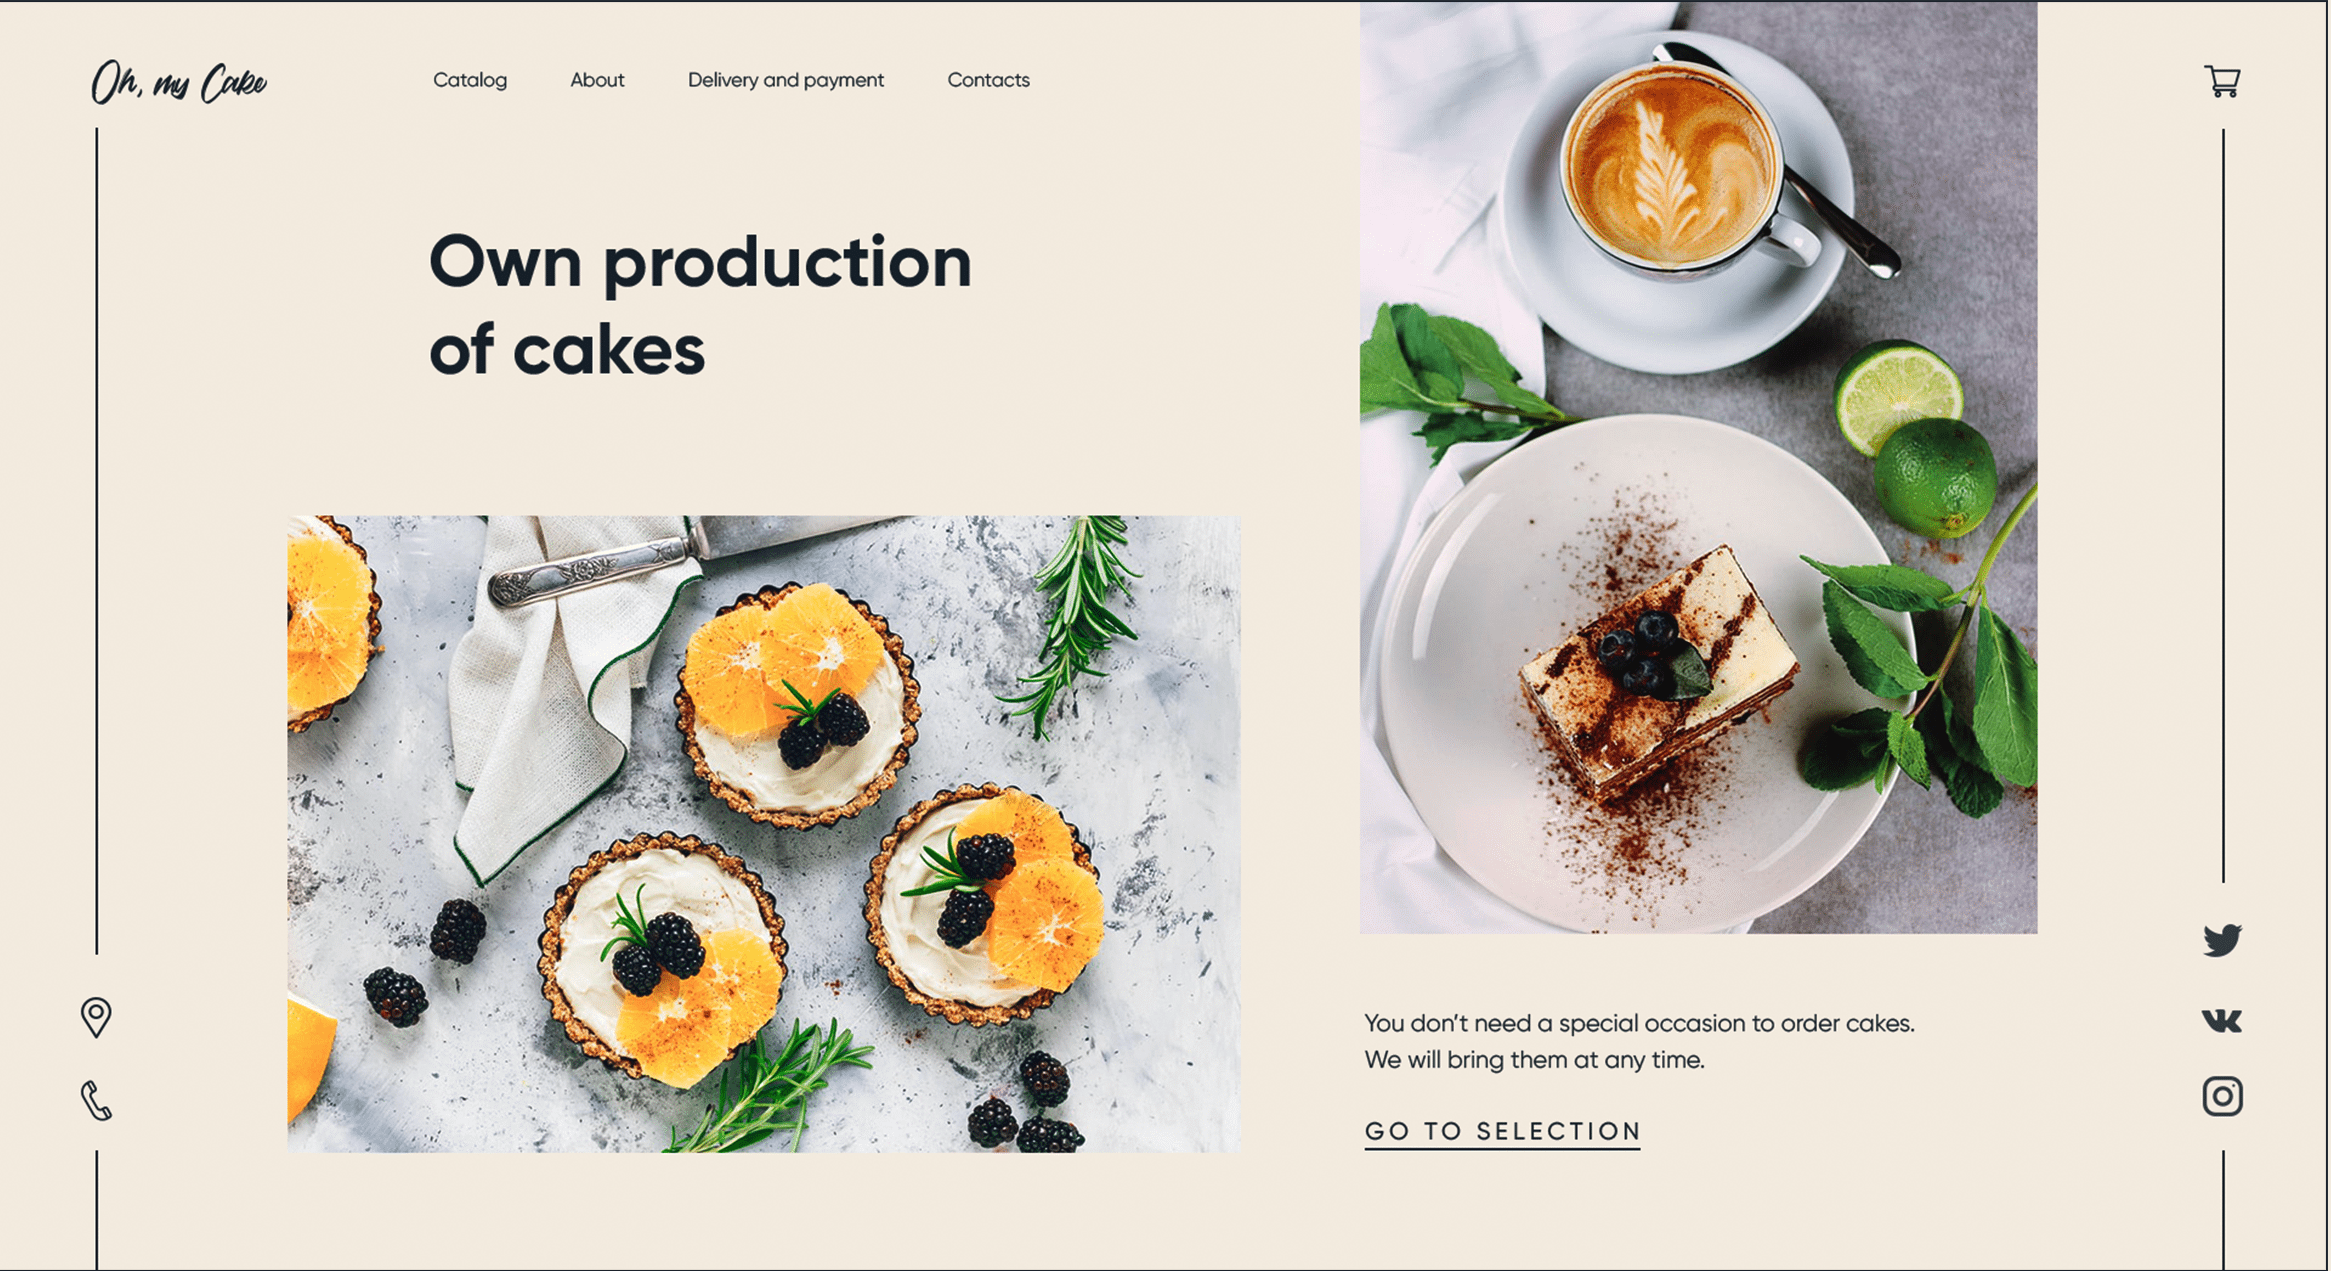 Oh, my Cake
Catalog
About
Delivery and payment
Contacts
Own production
of cakes
You don’t need a special occasion to order cakes.
We will bring them at any time.
GO TO SELECTION